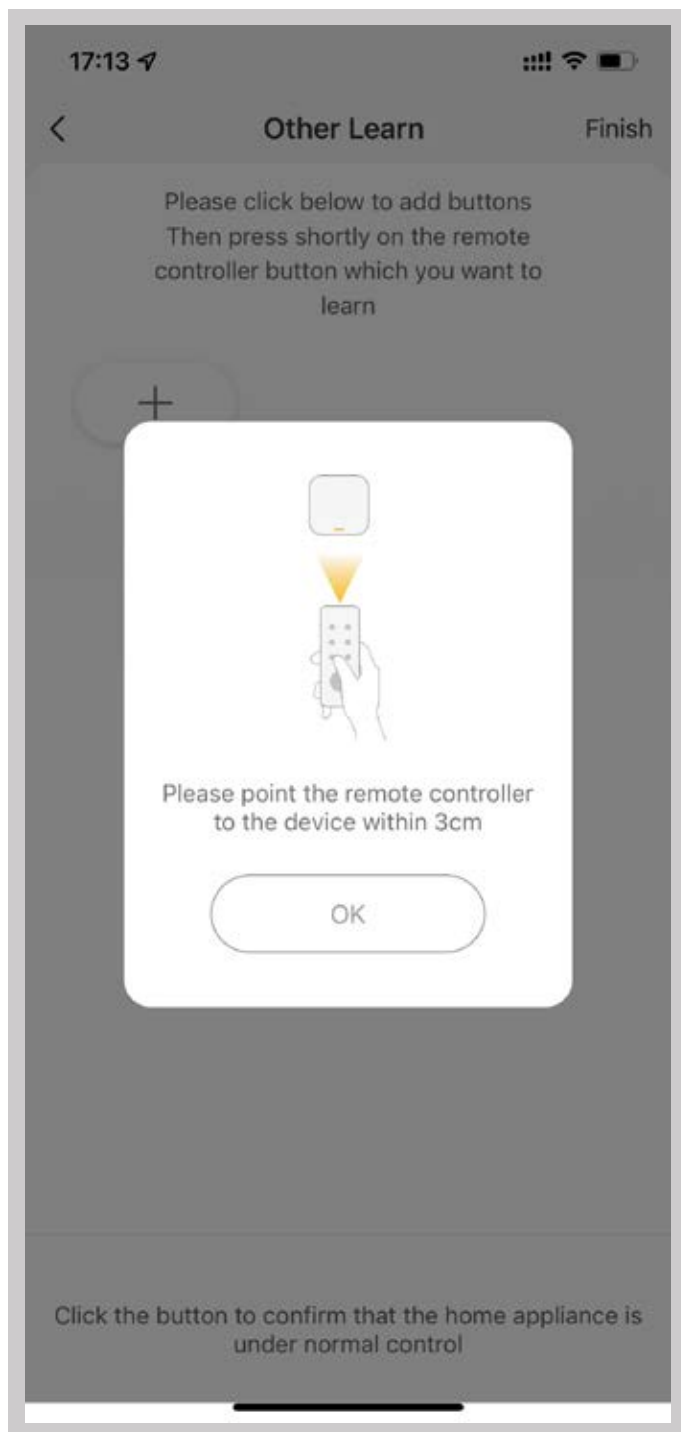 17:13
Other Learn
Finish
Please click below to add buttons
Then press shortly on the remote
controller button which you want to
learn
+
Please point the remote controller
to the device within 3cm
OK
Click the button to confirm that the home appliance is
under normal control